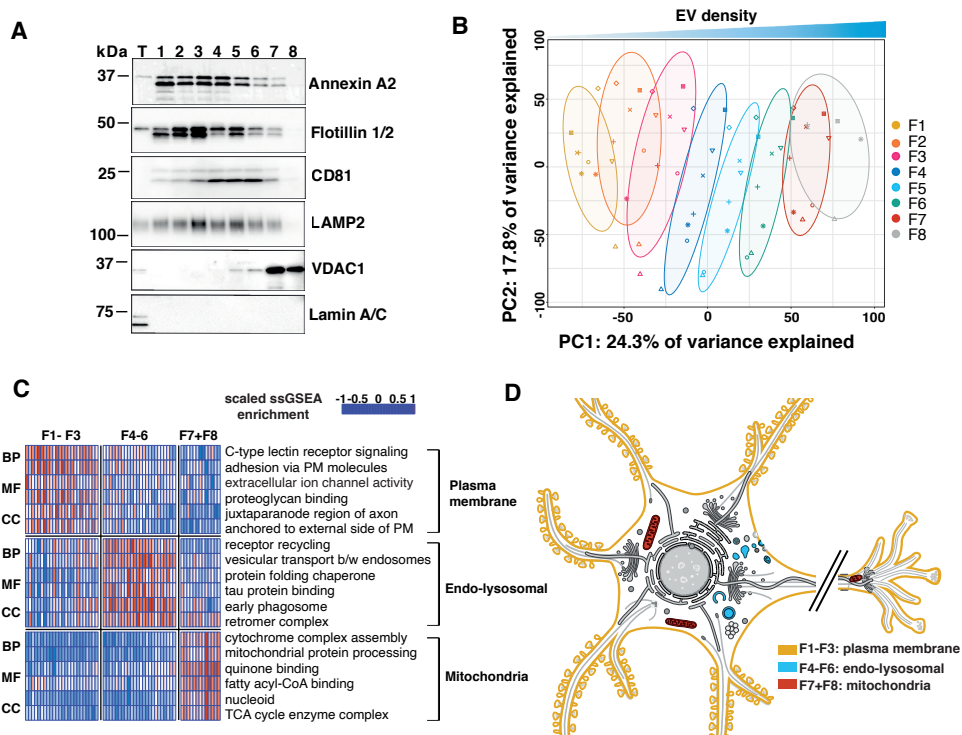 A
kDa T 1 2 3 4 5 6 7 8
37
Annexin A2
50
Flotillin 1/2
25
CD81
LAMP2
100
37
VDAC1
75
Lamin A/C
B
EV density
100
50
0
-50
-100
PC2: 17.8% of variance explained
-50 0 50 100
PC1: 24.3% of variance explained
F1
F2
F3
F4
F5
F6
F7
F8
C
scaled ssGSEA
enrichment
-1 -0.5 0 0.5 1
F1- F3 F4-6 F7+F8
BP
MF
CC
C-type lectin receptor signaling
adhesion via PM molecules
extracellular ion channel activity
proteoglycan binding
juxtaparanode region of axon
anchored to external side of PM
Plasma
membrane
BP
MF
CC
receptor recycling
vesicular transport b/w endosomes
protein folding chaperone
tau protein binding
early phagosome
retromer complex
Endo-lysosomal
BP
MF
CC
cytochrome complex assembly
mitochondrial protein processing
quinone binding
fatty acyl-CoA binding
nucleoid
TCA cycle enzyme complex
Mitochondria
D
F1-F3: plasma membrane
F4-F6: endo-lysosomal
F7+F8: mitochondria